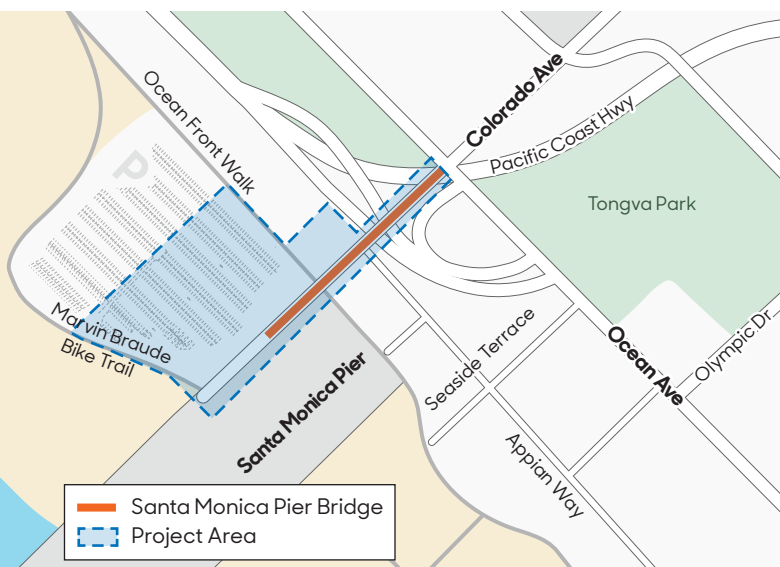 Ocean Front Walk
Colorado Ave
Pacific Coast Hwy
P
Tongva Park
Marvin Braude
Bike Trail
Santa Monica Pier
Seaside Terrace
Ocean Ave
Olympic Dr
Appian Way
Santa Monica Pier Bridge
Project Area